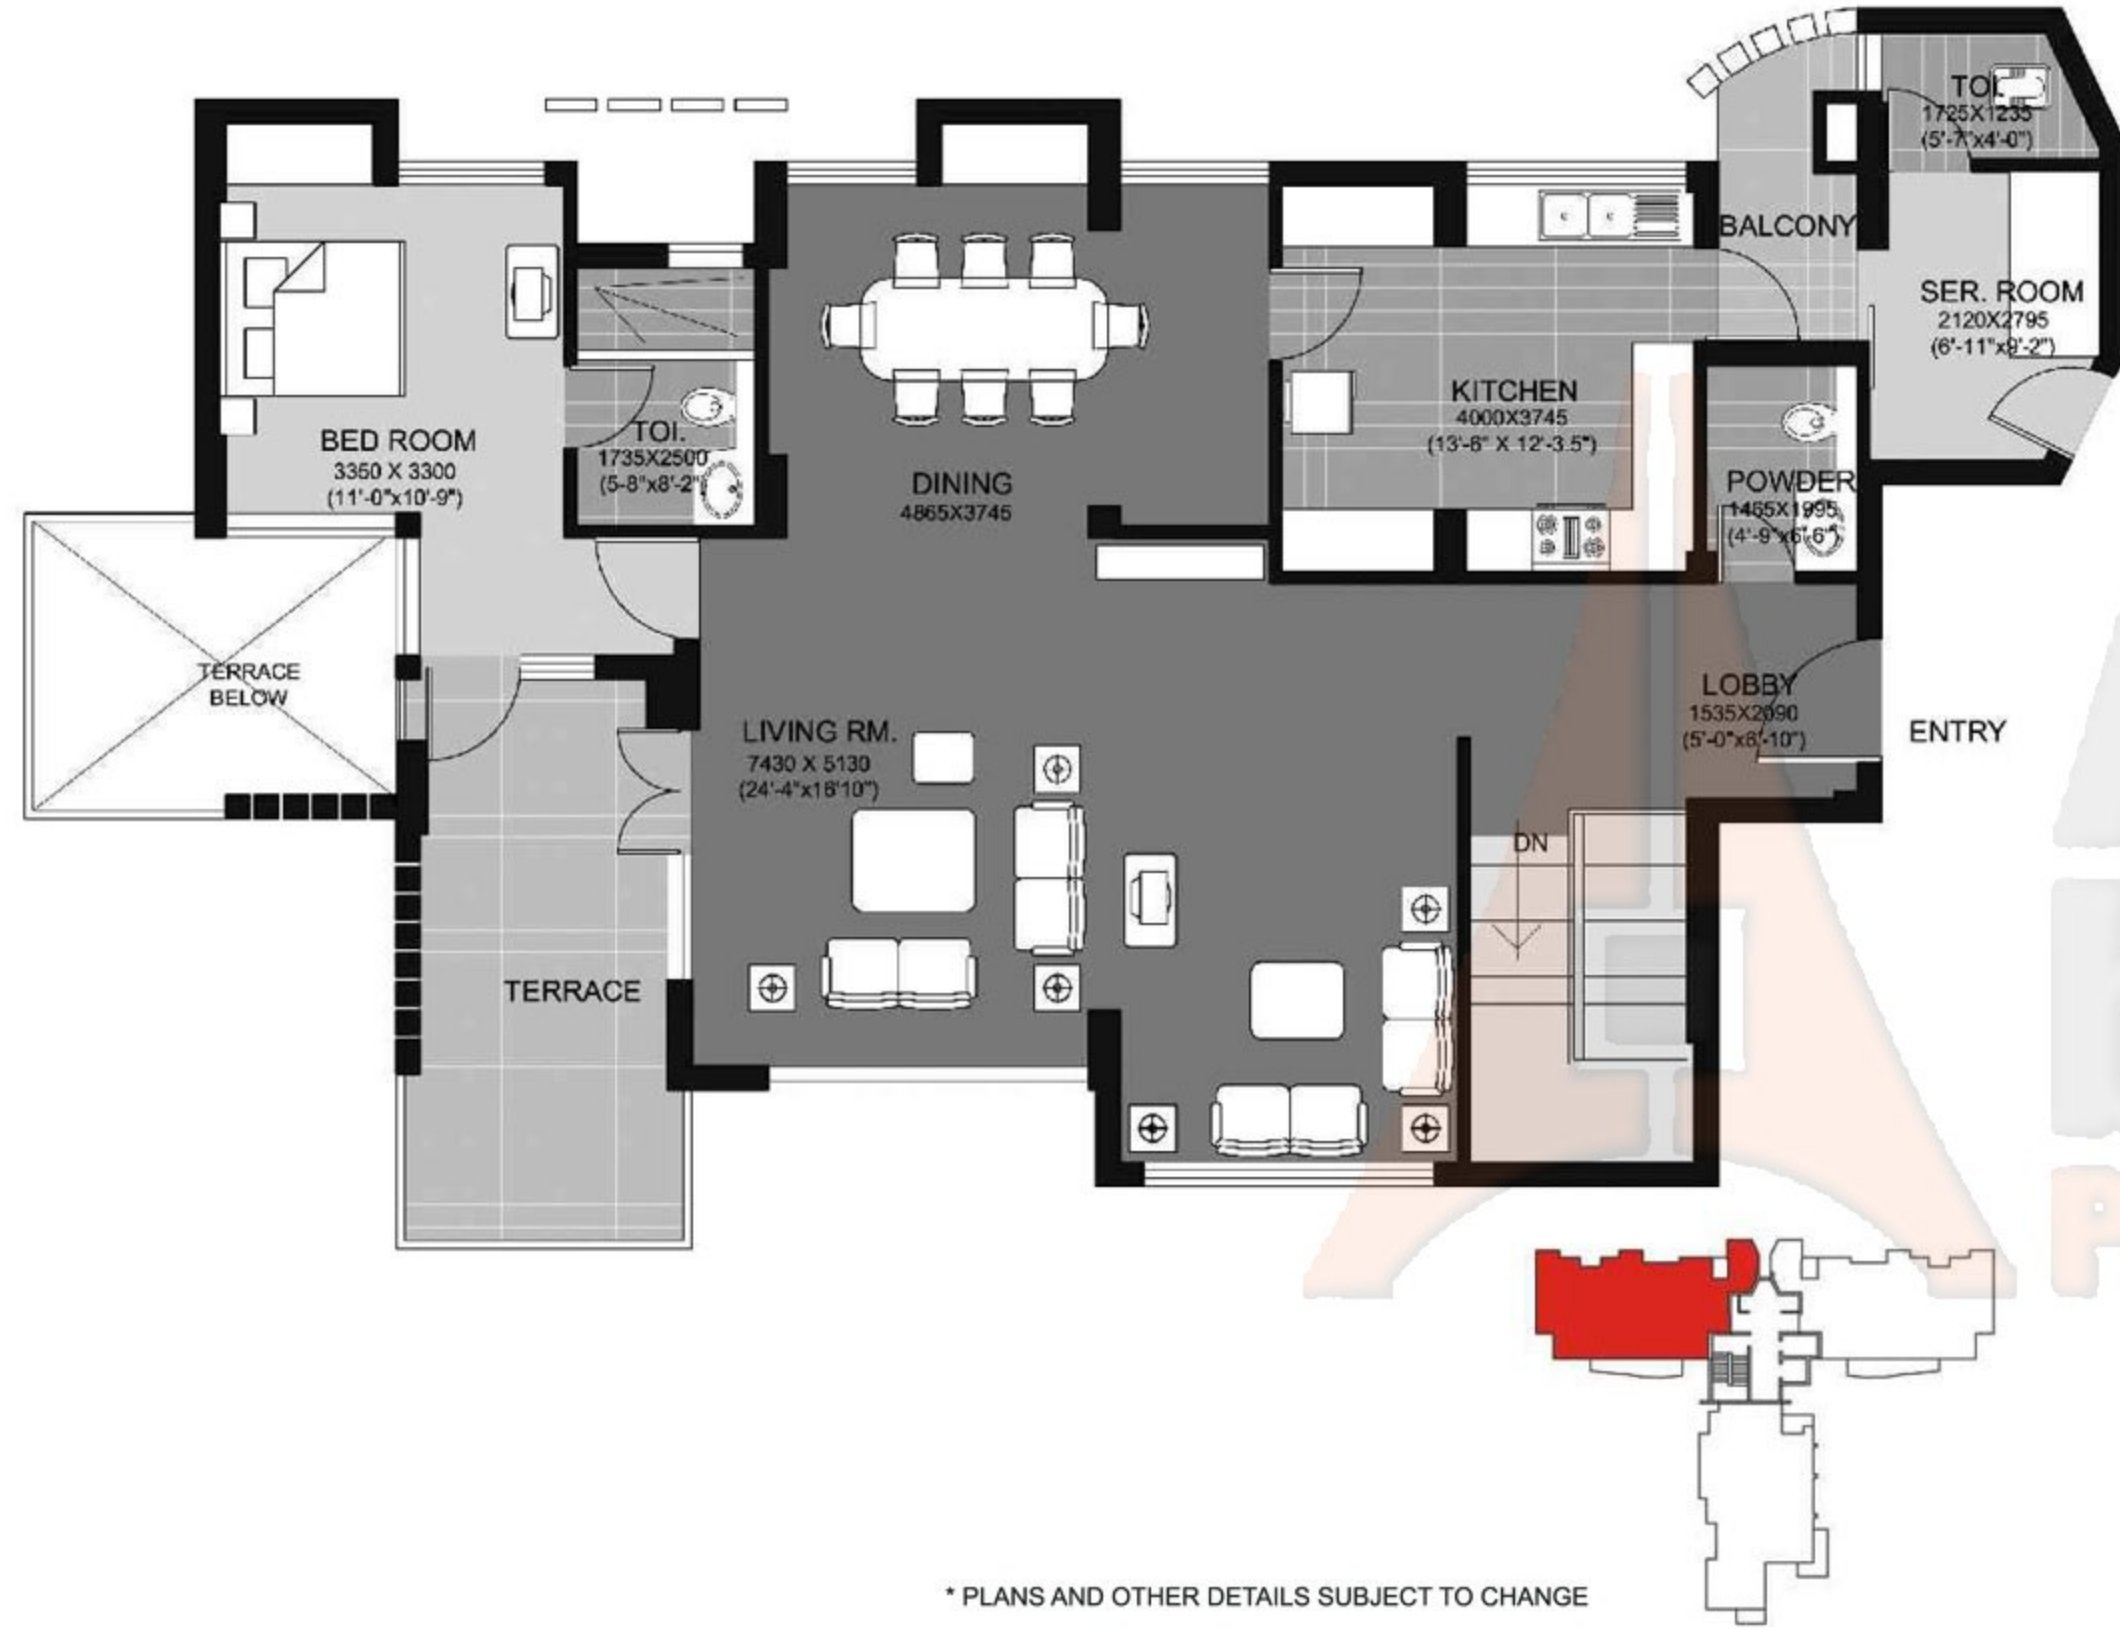 TOI.
1725X1235
(5'-7"x4'-0")
BALCONY
SER. ROOM
2120X2795
(6'-11"x9'-2")
KITCHEN
4000X3745
(13'-6" X 12'-3.5")
BED ROOM
3350 X 3300
(11'-0"x10'-9")
TOI.
1735X2500
(5-8"x8'-2"
DINING
4865X3745
POWDER
1465X1995
(4'-9"x6'-6")
TERRACE
BELOW
LOBBY
1535X2090
(5'-0"x6'-10")
ENTRY
LIVING RM.
7430 X 5130
(24'-4"x16'10")
DN
TERRACE
P
* PLANS AND OTHER DETAILS SUBJECT TO CHANGE